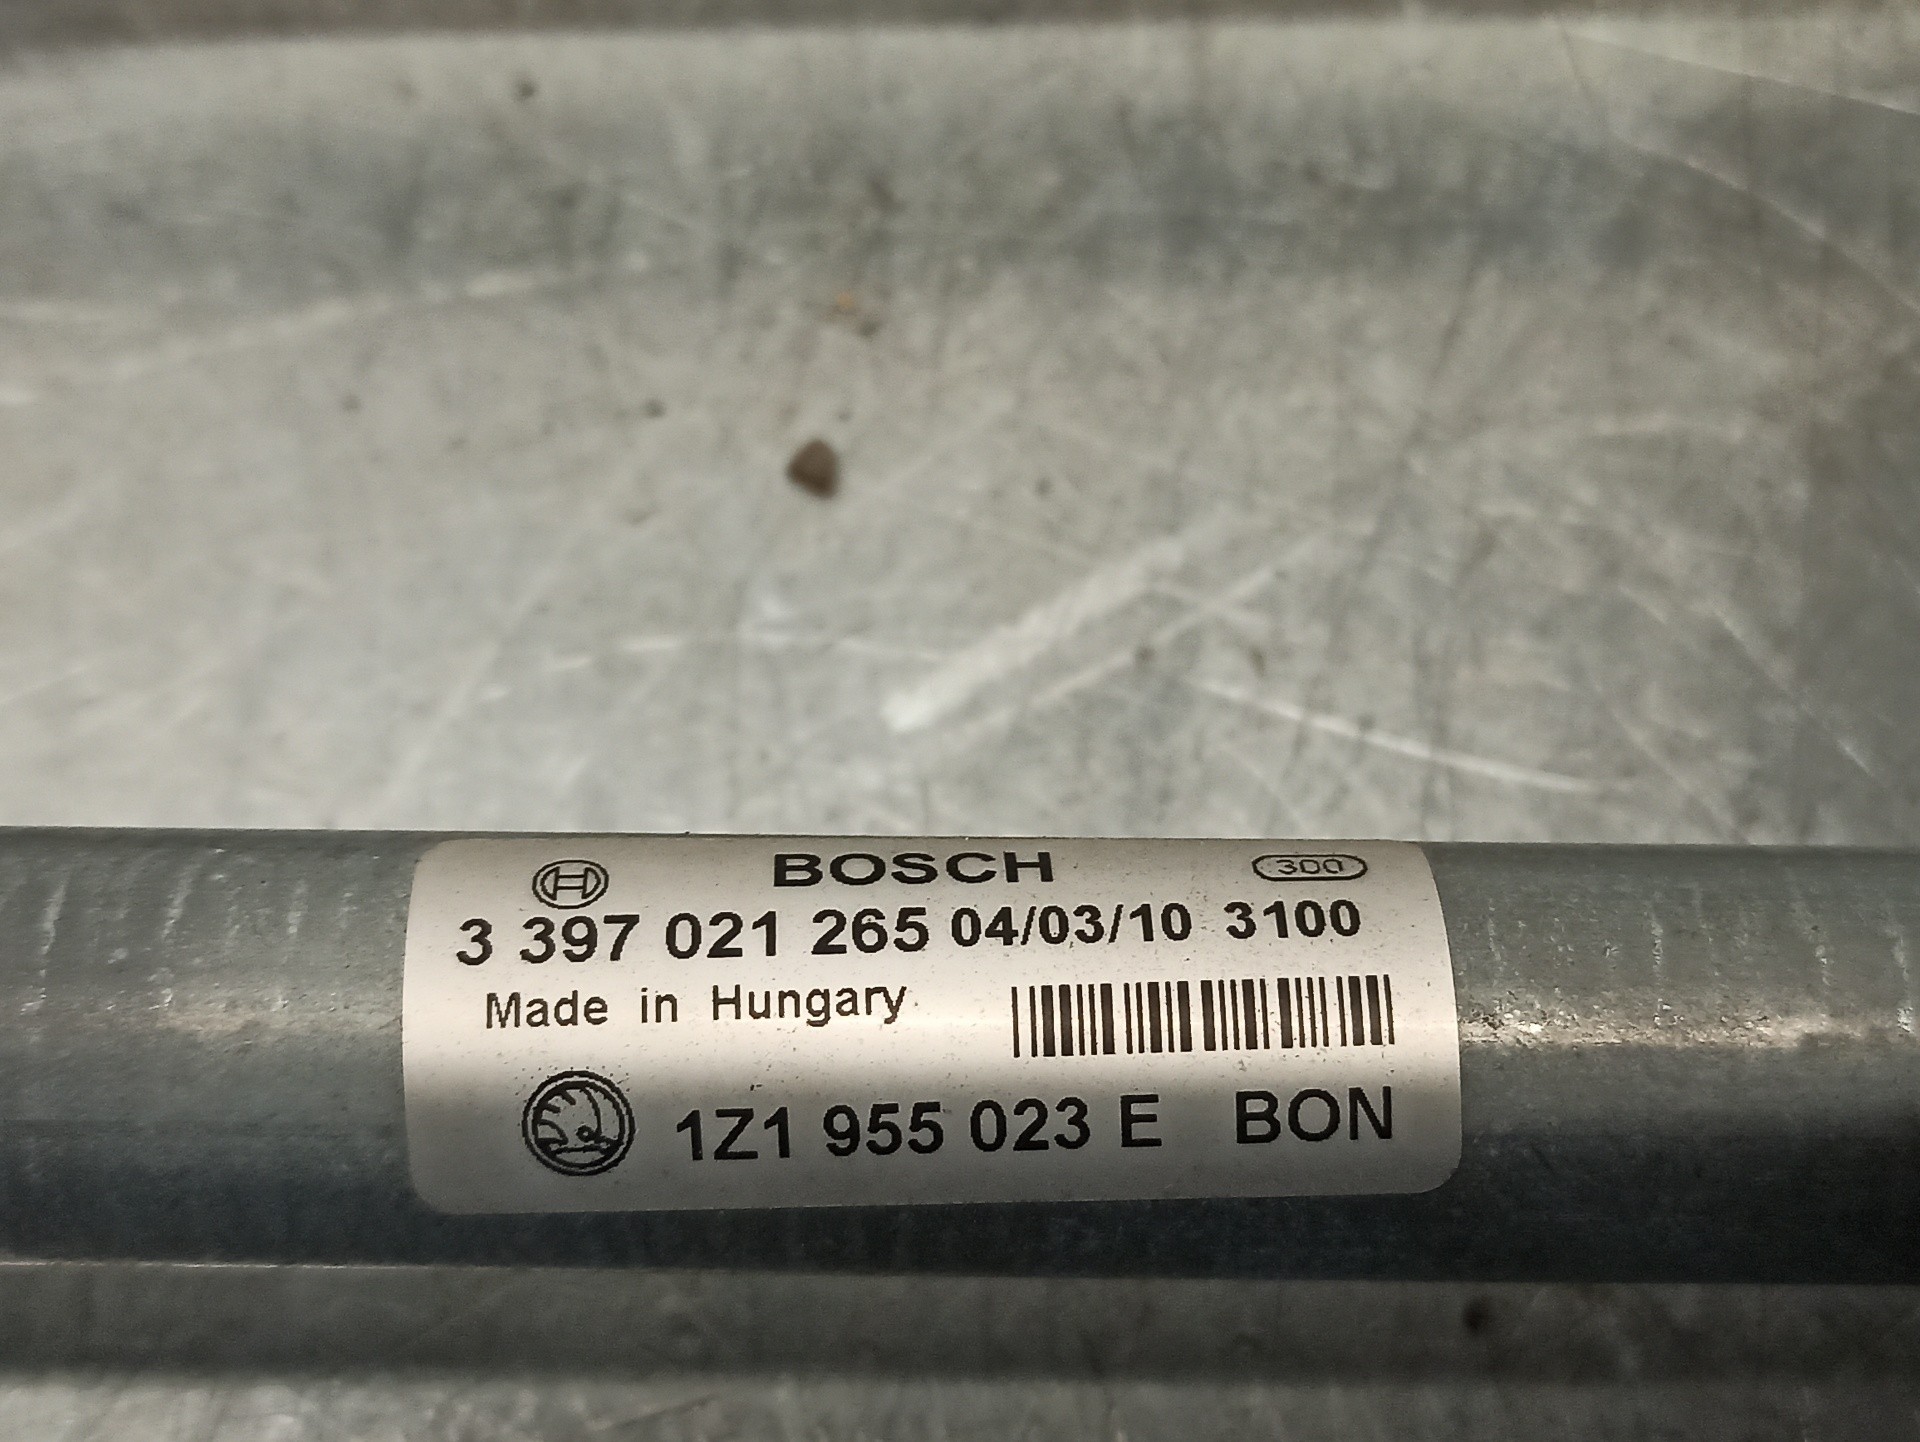 BOSCH 300
3 397 021 265 04/03/10 3100
Made in Hungary
1Z1 955 023 E BON